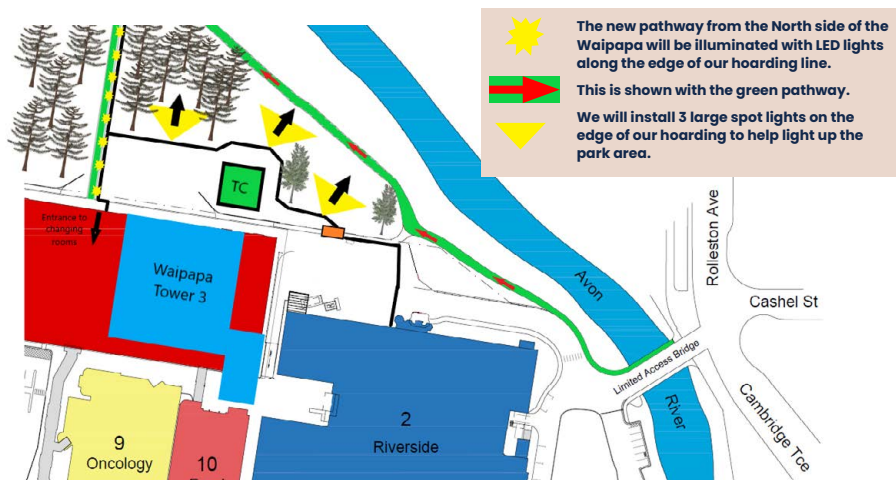 The new pathway from the North side of the
Waipapa will be illuminated with LED lights
along the edge of our hoarding line.
This is shown with the green pathway.
We will install 3 large spot lights on the
edge of our hoarding to help light up the
park area.
TC
Entrance to
changing
rooms
Waipapa
Tower 3
Avon
Rolleston Ave
Cashel St
Limited Access Bridge
Cambridge Tce
River
2
Riverside
9
Oncology
10